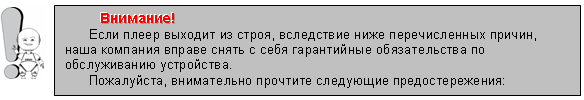 Внимание!
Если плеер выходит из строя, вследствие ниже перечисленных причин,
наша компания вправе снять с себя гарантийные обязательства по
обслуживанию устройства.
Пожалуйста, внимательно прочтите следующие предостережения: